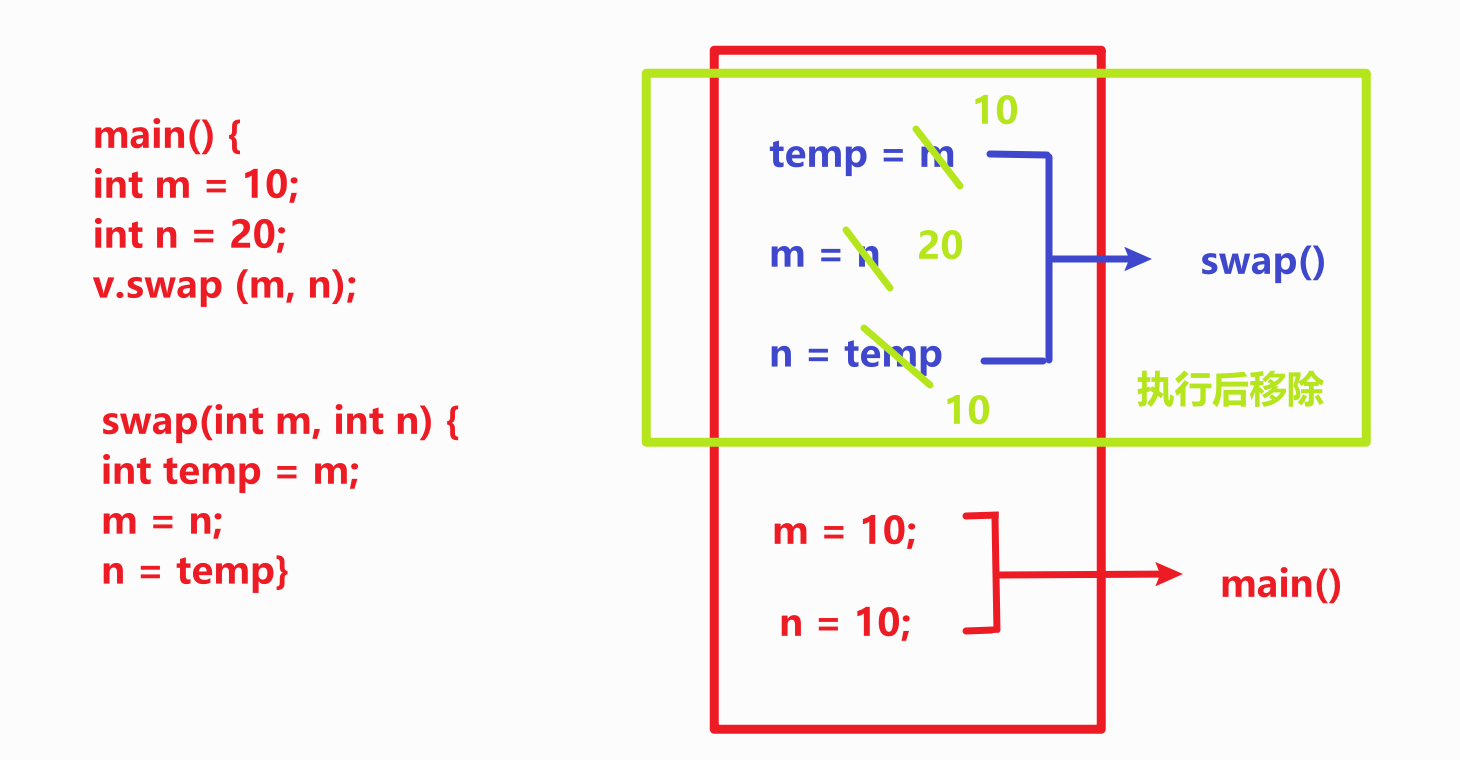 main() {
int m = 10;
int n = 20;
v.swap (m, n);
swap(int m, int n) {
int temp = m;
m = n;
n = temp}
10
temp = m
m = n 20
n = temp
10
swap()
执行后移除
m = 10;
n = 10;
main()